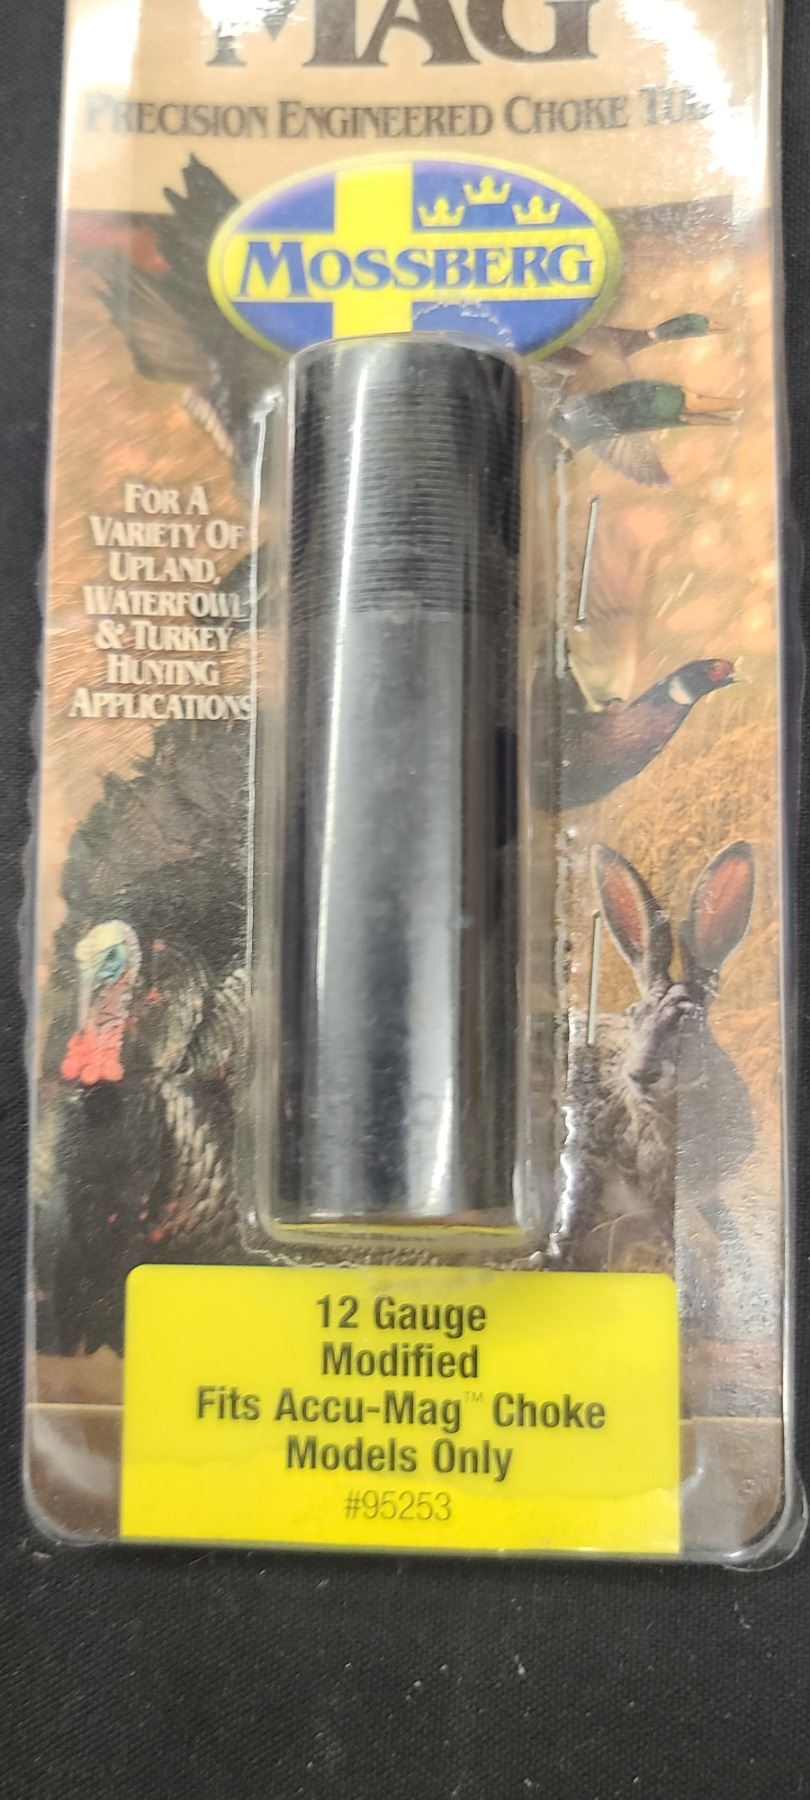 MAG
PRECISION ENGINEERED CHOKE
MOSSBERG
FOR A
VARIETY OF
UPLAND,
WATERFOWL
& TURKEY
HUNTING
APPLICATIONS
12 Gauge
Modified
Fits Accu-Mag™ Choke
Models Only
#95253